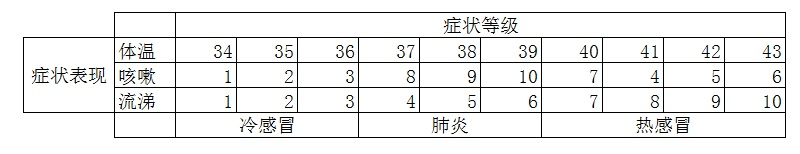 症状等级
症状表现 体温 34 35 36 37 38 39 40 41 42 43
咳嗽 1 2 3 8 9 10 7 4 5 6
流涕 1 2 3 4 5 6 7 8 9 10
冷感冒 肺炎 热感冒